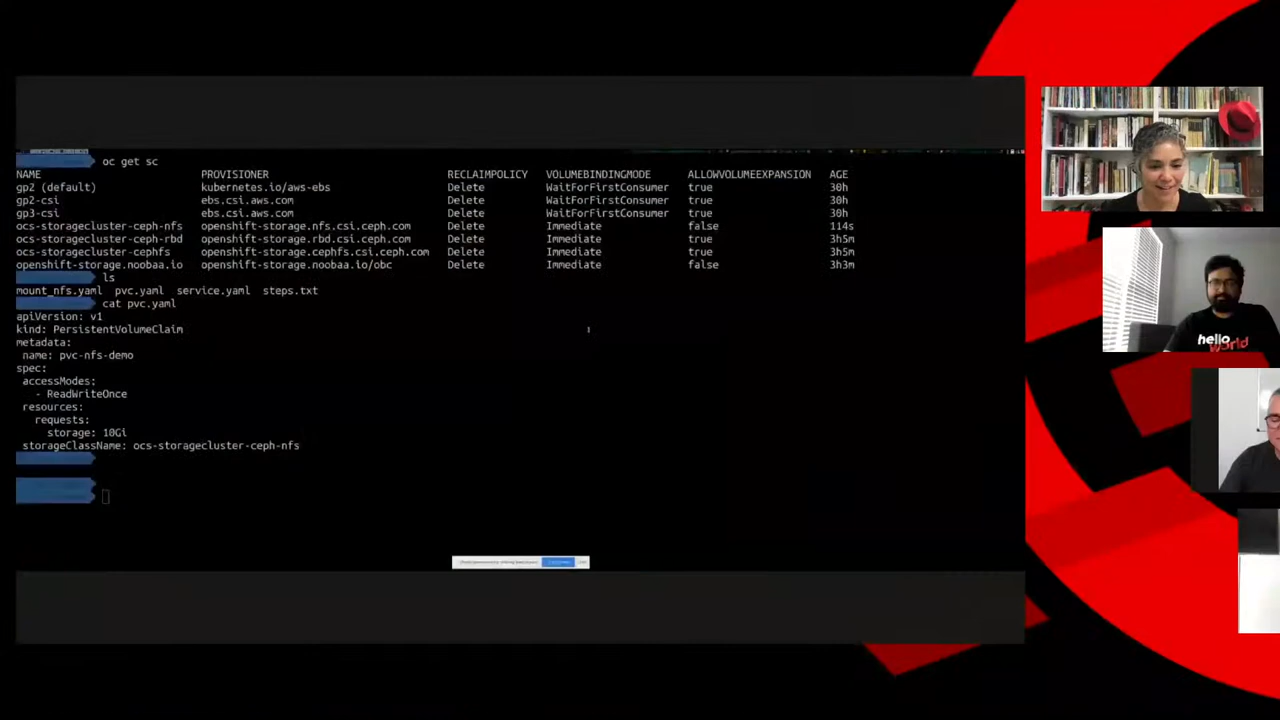 oc get sc
NAME PROVISIONER RECLAIMPOLICY VOLUMEBINDINGMODE ALLOWVOLUMEEXPANSION AGE
gp2 (default) kubernetes.io/aws-ebs Delete WaitForFirstConsumer true 30h
gp2-csi ebs.csi.aws.com Delete WaitForFirstConsumer true 30h
gp3-csi ebs.csi.aws.com Delete WaitForFirstConsumer true 30h
ocs-storagecluster-ceph-nfs openshift-storage.nfs.csi.ceph.com Delete Immediate false 114s
ocs-storagecluster-ceph-rbd openshift-storage.rbd.csi.ceph.com Delete Immediate true 3h5m
ocs-storagecluster-cephfs openshift-storage.cephfs.csi.ceph.com Delete Immediate true 3h5m
openshift-storage.noobaa.io openshift-storage.noobaa.io/obc Delete Immediate false 3h3m
ls
mount_nfs.yaml pvc.yaml service.yaml steps.txt
cat pvc.yaml
apiVersion: v1
kind: PersistentVolumeClaim
metadata:
name: pvc-nfs-demo
spec:
accessModes:
- ReadWriteOnce
resources:
requests:
storage: 10Gi
storageClassName: ocs-storagecluster-ceph-nfs
hello
world